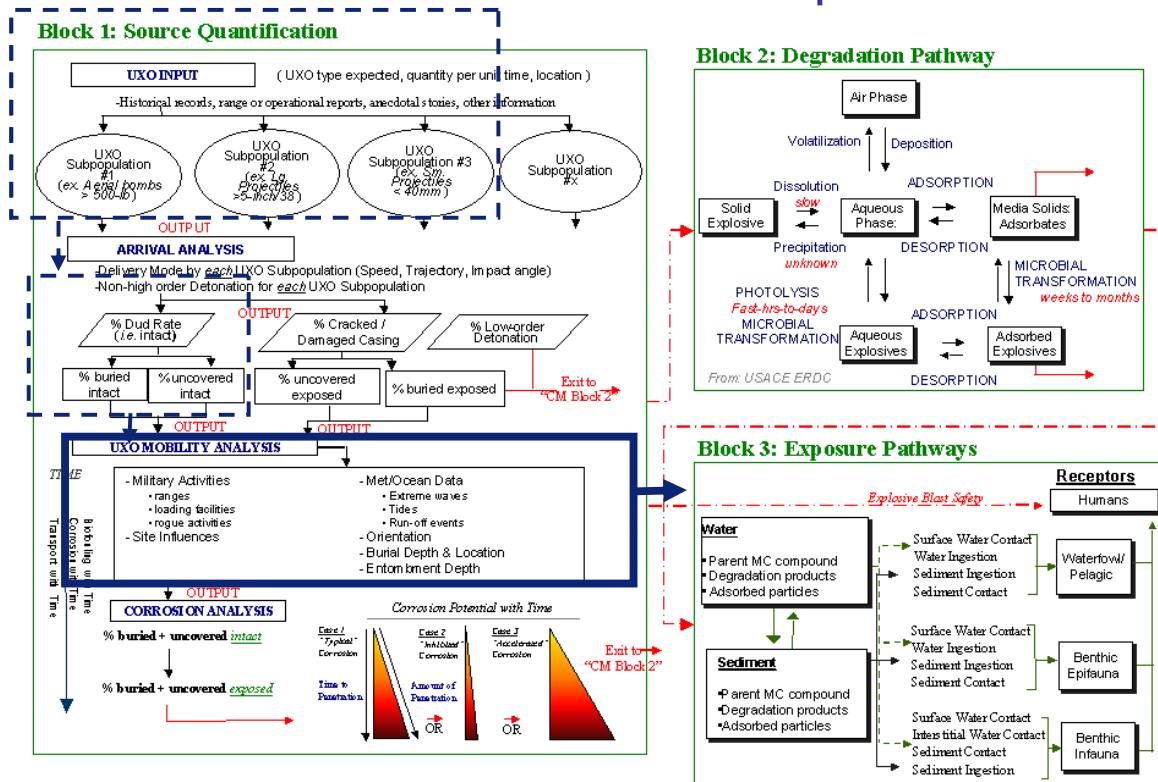 Block 1: Source Quantification
UXO INPUT
( UXO type expected, quantity per unit time, location )
-Historical records, range or operational reports, anecdotal stories, other information
UXO
Subpopulation
#1
(ex. Aerial bombs
> 500-lb)
UXO
Subpopulation
#2
(ex. Lg.
Projectiles
>5-inch/38)
UXO
Subpopulation #3
(ex. Sm.
Projectiles
< 40mm)
UXO
Subpopulation
#x
OUTPUT
ARRIVAL ANALYSIS
-Delivery Mode by each UXO Subpopulation (Speed, Trajectory, Impact angle)
-Non-high order Detonation for each UXO Subpopulation
OUTPUT
% Dud Rate
(i.e. intact)
% Cracked /
Damaged Casing
% Low-order
Detonation
% buried
intact
% uncovered
intact
% uncovered
exposed
% buried exposed
Exit to
"CM Block 2"
OUTPUT
OUTPUT
UXO MOBILITY ANALYSIS
TIME
- Military Activities
• ranges
• loading facilities
• rogue activities
- Site Influences
- Met/Ocean Data
• Extreme waves
• Tides
• Run-off events
- Orientation
- Burial Depth & Location
- Entombment Depth
Biofouling with Time
Corrosion with Time
Transport with Time
OUTPUT
CORROSION ANALYSIS
% buried + uncovered intact
% buried + uncovered exposed
Corrosion Potential with Time
Case 1
"Typical"
Corrosion
Case 2
"Inhibited"
Corrosion
Case 3
"Accelerated"
Corrosion
Time to
Penetration
Amount of
Penetration
OR
OR
Exit to
"CM Block 2"
Block 2: Degradation Pathway
Air Phase
Volatilization
Deposition
Dissolution
slow
ADSORPTION
Solid
Explosive
Aqueous
Phase:
Media Solids:
Adsorbates
Precipitation
unknown
DESORPTION
PHOTOLYSIS
Fast-hrs-to-days
MICROBIAL
TRANSFORMATION
MICROBIAL
TRANSFORMATION
weeks to months
ADSORPTION
Aqueous
Explosives
Adsorbed
Explosives
From: USACE ERDC
DESORPTION
Block 3: Exposure Pathways
Receptors
Explosive Blast Safety
Humans
Water
•Parent MC compound
•Degradation products
•Adsorbed particles
Surface Water Contact
Water Ingestion
Sediment Ingestion
Sediment Contact
Waterfowl/
Pelagic
Surface Water Contact
Water Ingestion
Sediment Ingestion
Sediment Contact
Benthic
Epifauna
Sediment
•Parent MC compound
•Degradation products
•Adsorbed particles
Surface Water Contact
Interstitial Water Contact
Sediment Contact
Sediment Ingestion
Benthic
Infauna